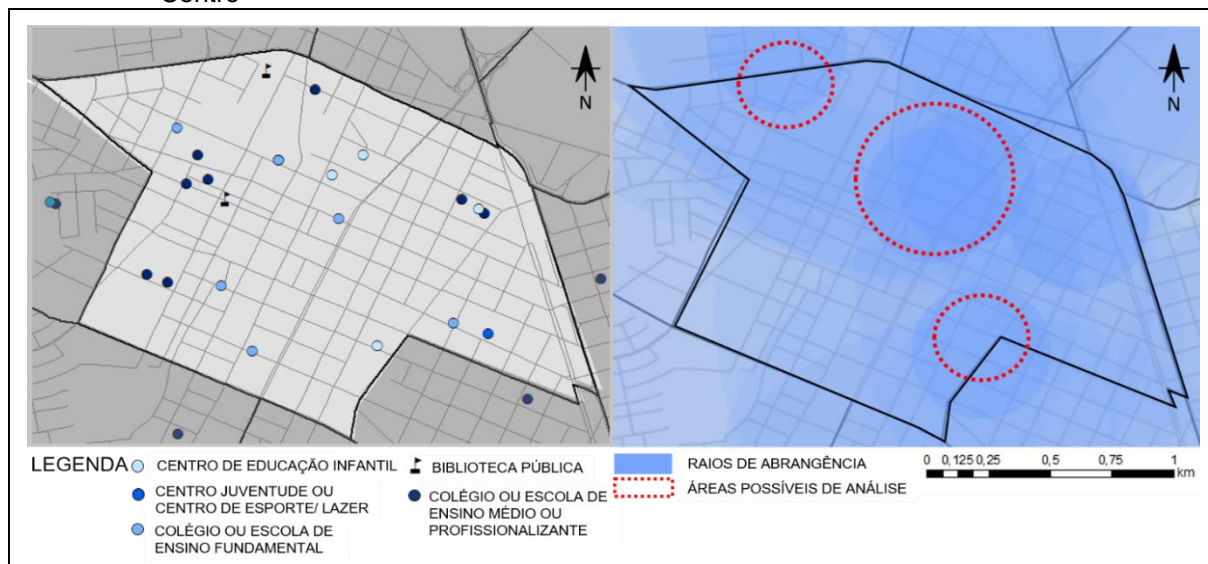 Centro
N
N
LEGENDA
CENTRO DE EDUCAÇÃO INFANTIL
CENTRO JUVENTUDE OU
CENTRO DE ESPORTE/ LAZER
COLÉGIO OU ESCOLA DE
ENSINO FUNDAMENTAL
BIBLIOTECA PÚBLICA
COLÉGIO OU ESCOLA DE
ENSINO MÉDIO OU
PROFISSIONALIZANTE
RAIOS DE ABRANGÊNCIA
ÁREAS POSSÍVEIS DE ANÁLISE
0 0,125 0,25 0,5 0,75 1
km